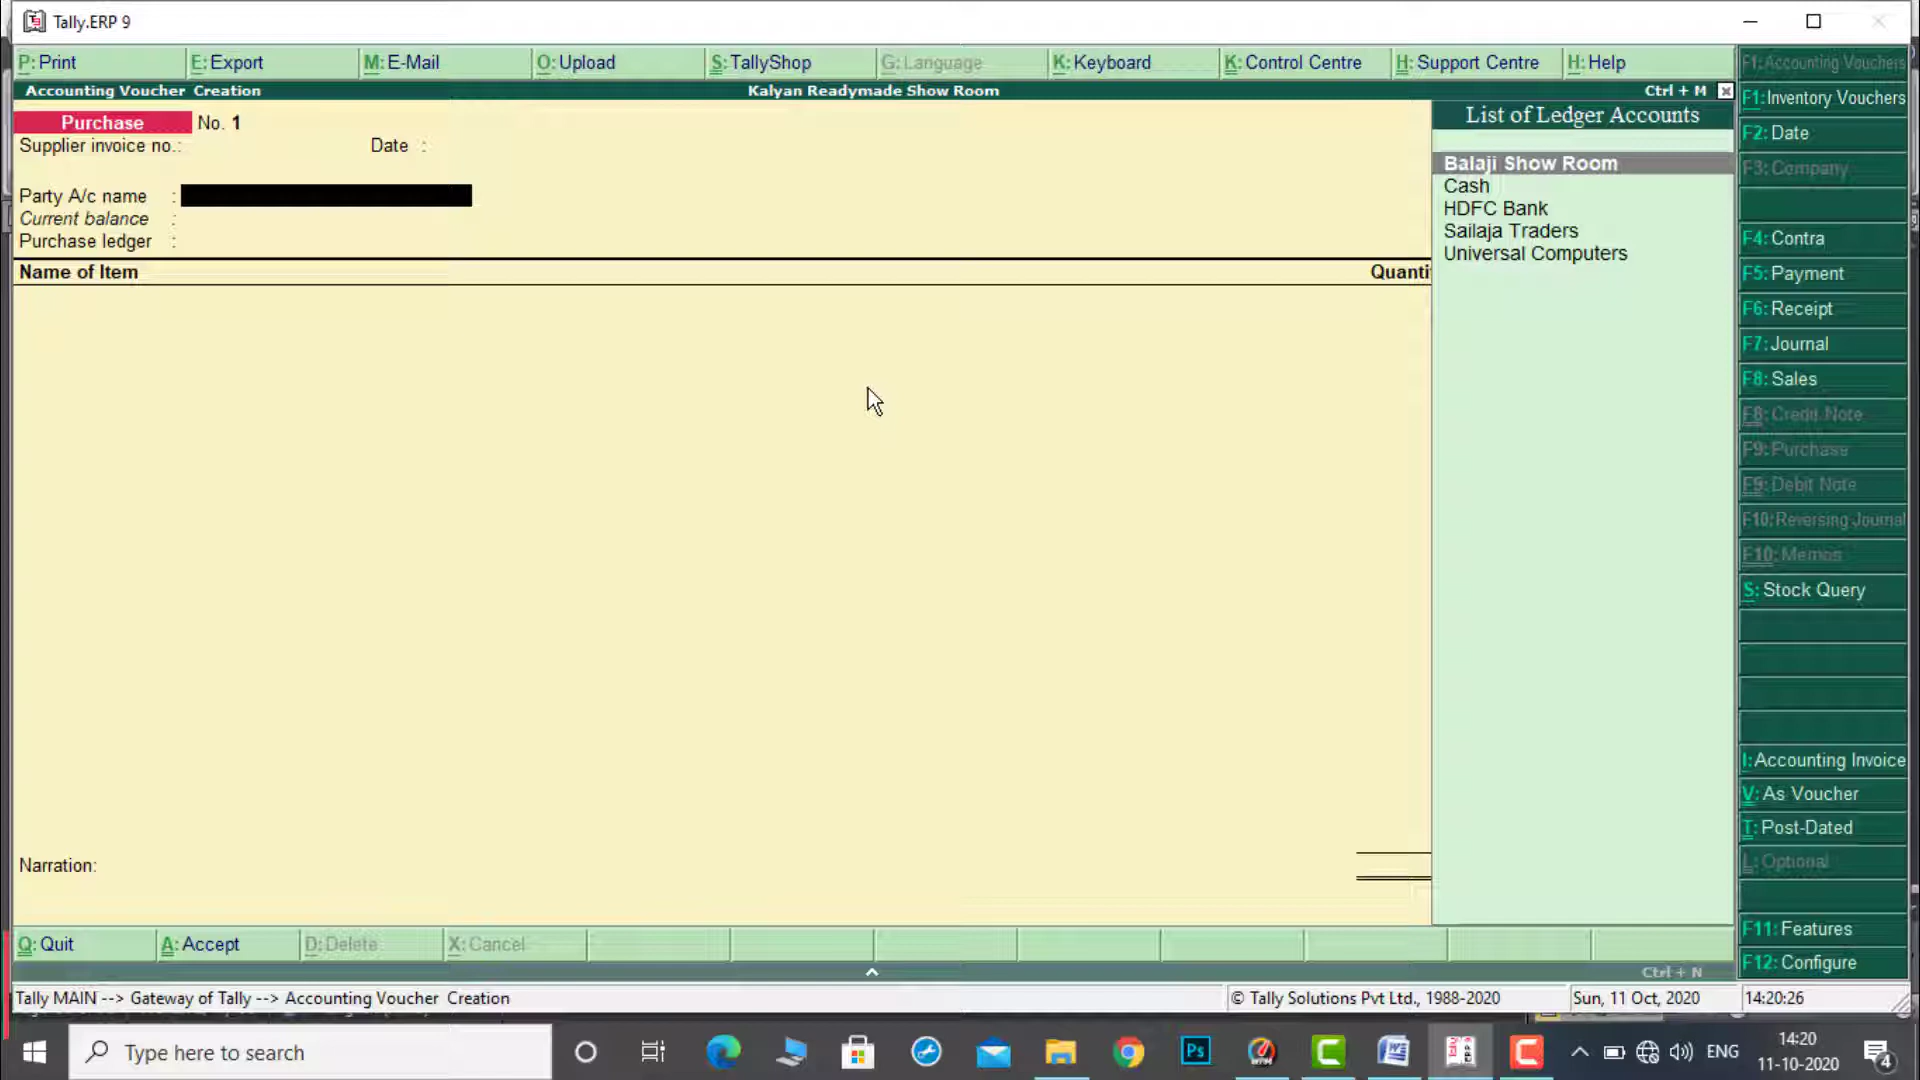 Tally.ERP 9
P: Print
E: Export
M: E-Mail
O: Upload
S: TallyShop
G: Language
K: Keyboard
K: Control Centre
H: Support Centre
H: Help
Accounting Voucher Creation
Kalyan Readymade Show Room
Ctrl + M
Purchase No. 1
Supplier invoice no.:
Date :
Party A/c name :
Current balance :
Purchase ledger :
Name of Item
Quanti
Narration:
List of Ledger Accounts
Balaji Show Room
Cash
HDFC Bank
Sailaja Traders
Universal Computers
F1: Accounting Vouchers
F1: Inventory Vouchers
F2: Date
F3: Company
F4: Contra
F5: Payment
F6: Receipt
F7: Journal
F8: Sales
F8: Credit Note
F9: Purchase
F9: Debit Note
F10: Reversing Journal
F10: Memos
S: Stock Query
I: Accounting Invoice
V: As Voucher
T: Post-Dated
L: Optional
F11: Features
F12: Configure
Q: Quit
A: Accept
D: Delete
X: Cancel
Ctrl + N
Tally MAIN --> Gateway of Tally --> Accounting Voucher Creation
© Tally Solutions Pvt Ltd., 1988-2020
Sun, 11 Oct, 2020
14:20:26
Type here to search
Ps
ENG
14:20
11-10-2020
4